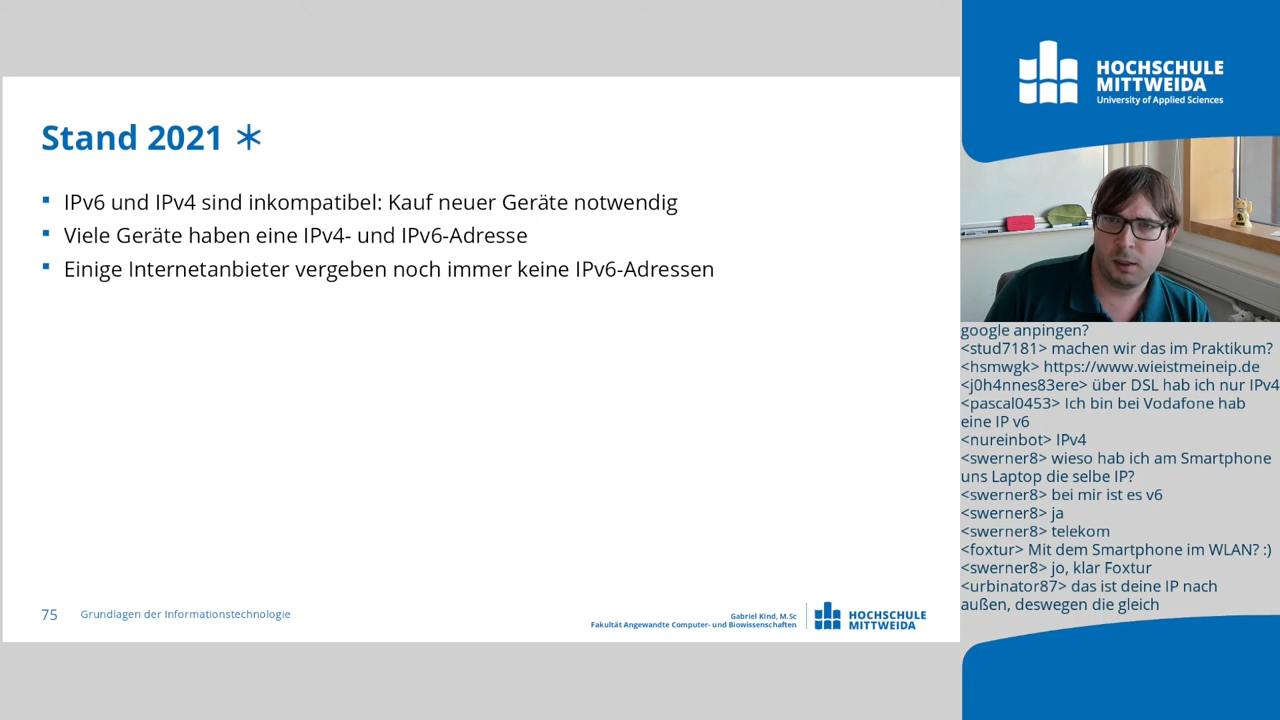 HOCHSCHULE
MITTWEIDA
University of Applied Sciences
Stand 2021 *
IPv6 und IPv4 sind inkompatibel: Kauf neuer Geräte notwendig
Viele Geräte haben eine IPv4- und IPv6-Adresse
Einige Internetanbieter vergeben noch immer keine IPv6-Adressen
75 Grundlagen der Informationstechnologie
Gabriel Kind, M.Sc
Fakultät Angewandte Computer- und Biowissenschaften
HOCHSCHULE
MITTWEIDA
google anpingen?
<stud7181> machen wir das im Praktikum?
<hsmwgk> https://www.wieistmeineip.de
<j0h4nnes83ere> über DSL hab ich nur IPv4
<pascal0453> Ich bin bei Vodafone hab
eine IP v6
<nureinbot> IPv4
<swerner8> wieso hab ich am Smartphone
uns Laptop die selbe IP?
<swerner8> bei mir ist es v6
<swerner8> ja
<swerner8> telekom
<foxtur> Mit dem Smartphone im WLAN? :)
<swerner8> jo, klar Foxtur
<urbinator87> das ist deine IP nach
außen, deswegen die gleich